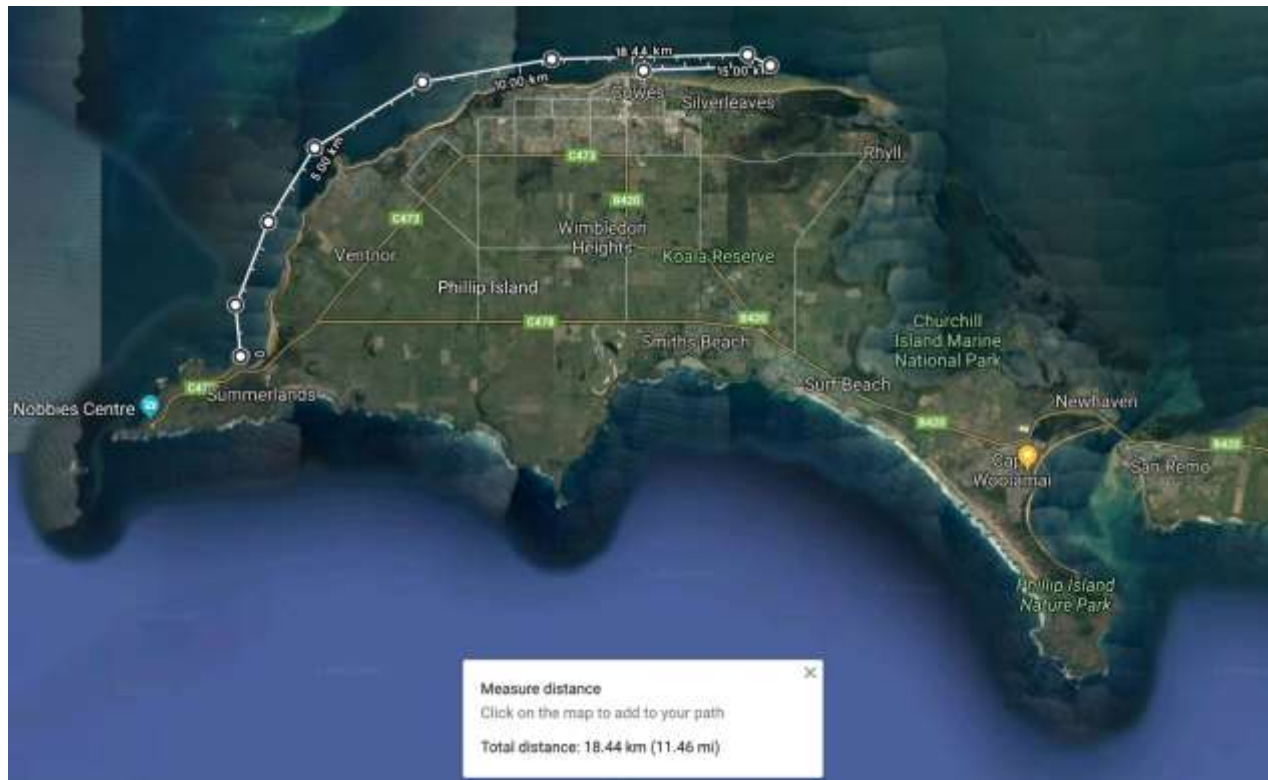 18.44 km
10.00 km
15.00 k
Cowes
Silverleaves
5.00 km
C473
Rhyll
B420
C473
Wimbledon
Heights
Ventnor
Koala Reserve
Phillip Island
C478
B420
Churchill
Island Marine
National Park
Smiths Beach
0
Summerlands
Surf Beach
Nobbies Centre
Newhaven
B420
B420
San Remo
Cap
Woolamai
Phillip Island
Nature Park
Measure distance
Click on the map to add to your path
Total distance: 18.44 km (11.46 mi)